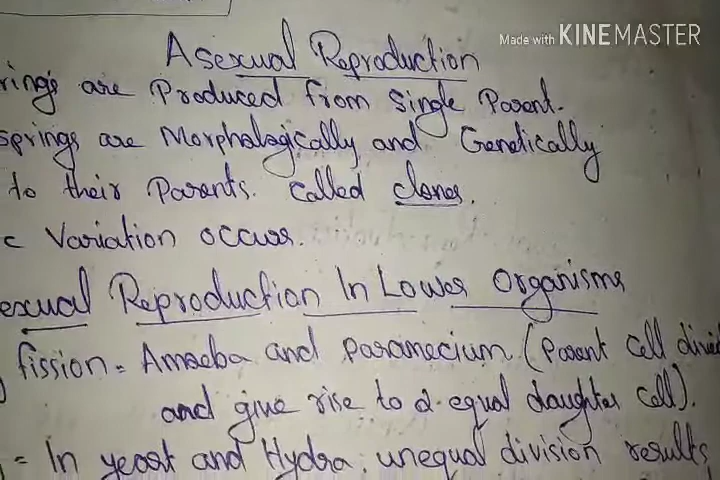 Made with KINEMASTER
Asexual Reproduction
rings are Produced from Single Parent.
springs are Morphologically and Genetically
to their Parents. Called clones.
c Variation occurs.
exual Reproduction In Lower Organisms
fission = Amoeba and paramecium (Parent Cell divid
and give rise to 2 equal daughter cell).
= In yeast and Hydra, unequal division results